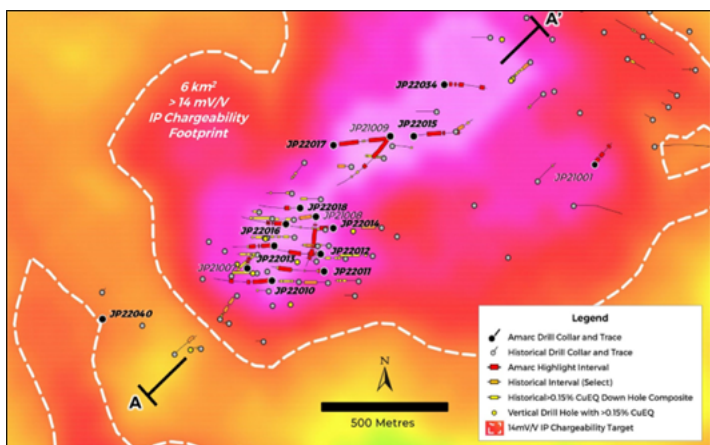 A'
6 km²
> 14 mV/V
IP Chargeability
Footprint
JP22054
JP21009
JP22015
JP22017
JP21001
JP22018
JP21008
JP22016
JP22014
JP22013
JP22012
JP21002
JP22011
JP22010
JP22040
A
N
500 Metres
Legend
Amarc Drill Collar and Trace
Historical Drill Collar and Trace
Amarc Highlight Interval
Historical Interval (Select)
Historical>0.15% CuEQ Down Hole Composite
Vertical Drill Hole with >0.15% CuEQ
14mV/V IP Chargeability Target